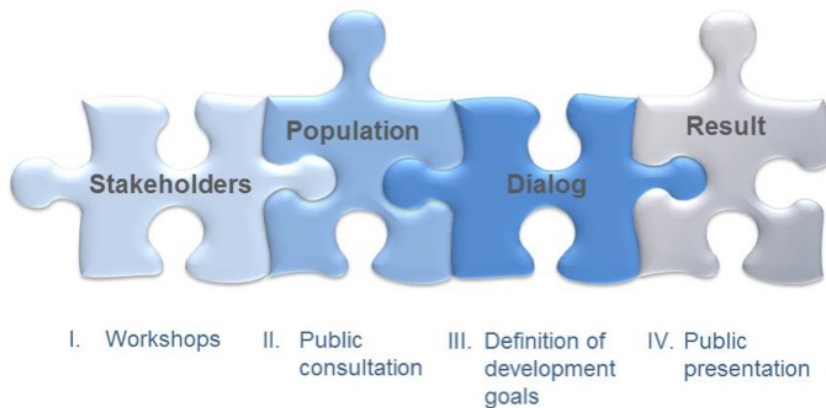 Stakeholders
Population
Dialog
Result
I. Workshops
II. Public
consultation
III. Definition of
development
goals
IV. Public
presentation